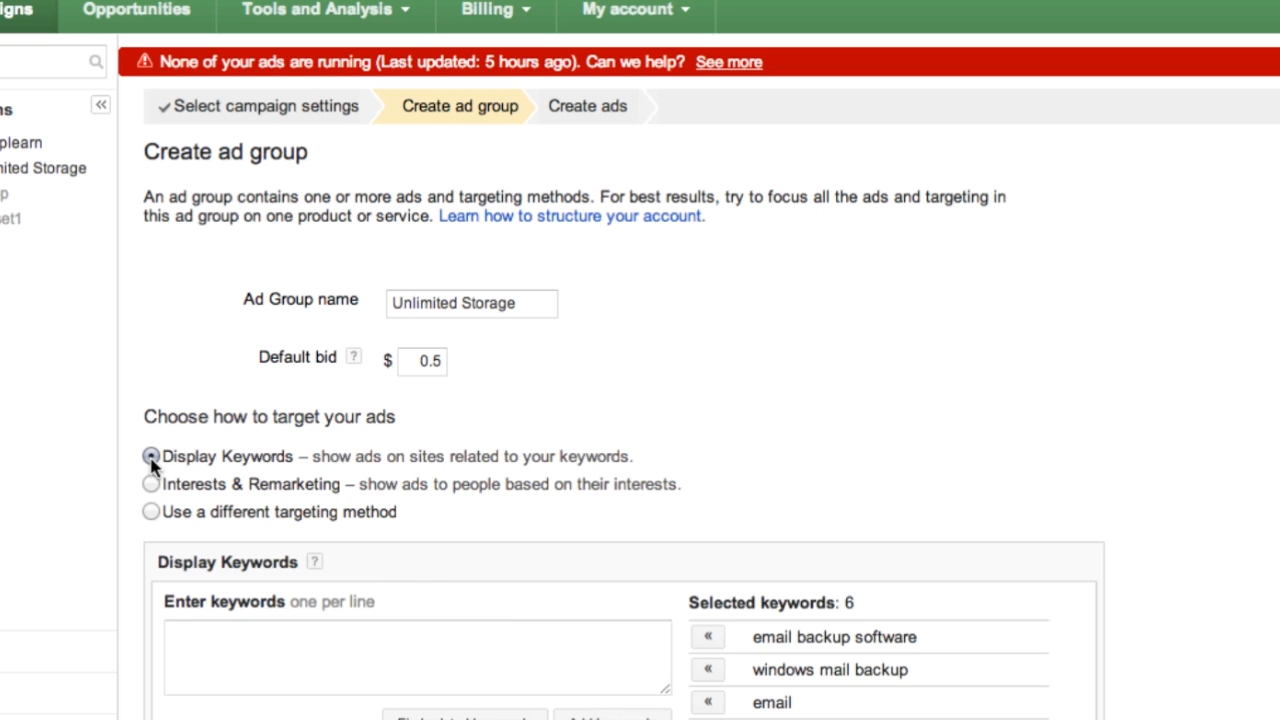 igns Opportunities Tools and Analysis Billing My account
None of your ads are running (Last updated: 5 hours ago). Can we help? See more
Select campaign settings Create ad group Create ads
ns
plearn
nited Storage
p
set1
Create ad group
An ad group contains one or more ads and targeting methods. For best results, try to focus all the ads and targeting in
this ad group on one product or service. Learn how to structure your account.
Ad Group name Unlimited Storage
Default bid ? $ 0.5
Choose how to target your ads
Display Keywords – show ads on sites related to your keywords.
Interests & Remarketing – show ads to people based on their interests.
Use a different targeting method
Display Keywords ?
Enter keywords one per line
Selected keywords: 6
« email backup software
« windows mail backup
« email